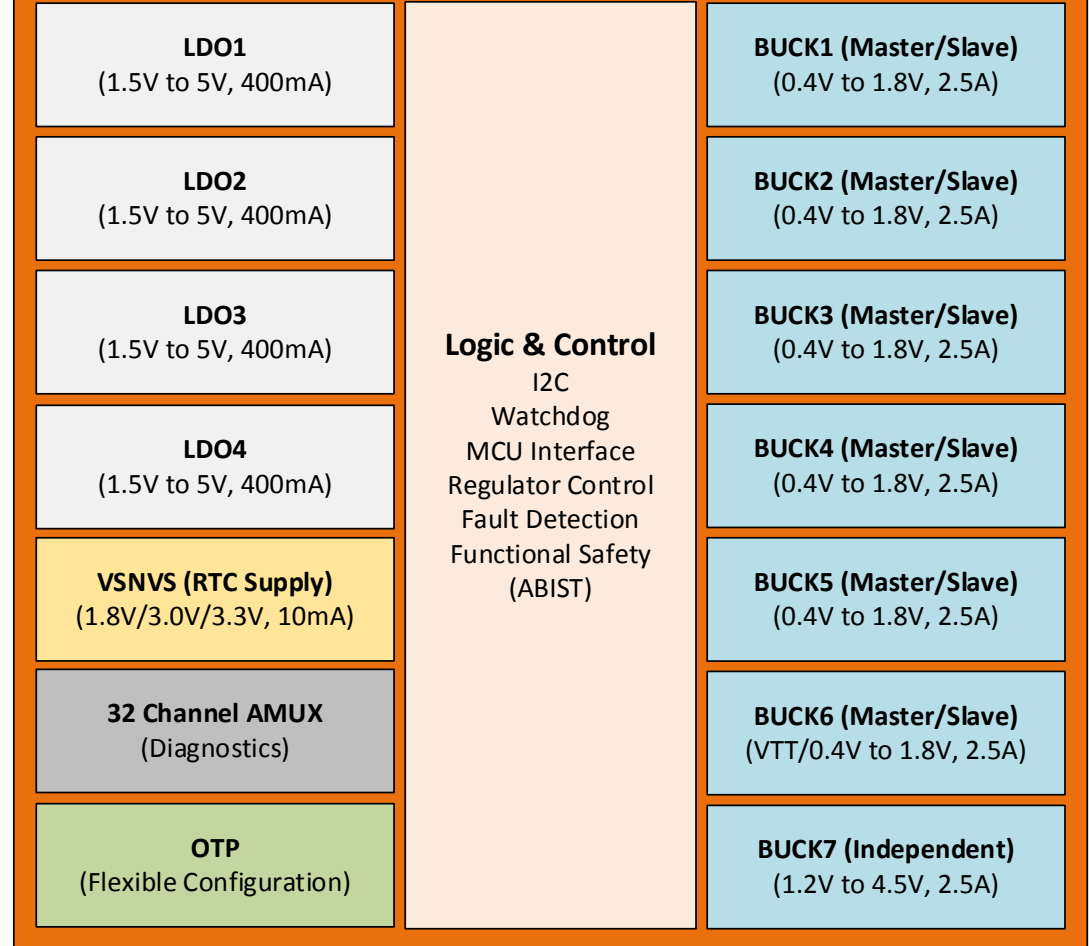 LDO1
(1.5V to 5V, 400mA)
LDO2
(1.5V to 5V, 400mA)
LDO3
(1.5V to 5V, 400mA)
LDO4
(1.5V to 5V, 400mA)
VSNVS (RTC Supply)
(1.8V/3.0V/3.3V, 10mA)
32 Channel AMUX
(Diagnostics)
OTP
(Flexible Configuration)
Logic & Control
I2C
Watchdog
MCU Interface
Regulator Control
Fault Detection
Functional Safety
(ABIST)
BUCK1 (Master/Slave)
(0.4V to 1.8V, 2.5A)
BUCK2 (Master/Slave)
(0.4V to 1.8V, 2.5A)
BUCK3 (Master/Slave)
(0.4V to 1.8V, 2.5A)
BUCK4 (Master/Slave)
(0.4V to 1.8V, 2.5A)
BUCK5 (Master/Slave)
(0.4V to 1.8V, 2.5A)
BUCK6 (Master/Slave)
(VTT/0.4V to 1.8V, 2.5A)
BUCK7 (Independent)
(1.2V to 4.5V, 2.5A)